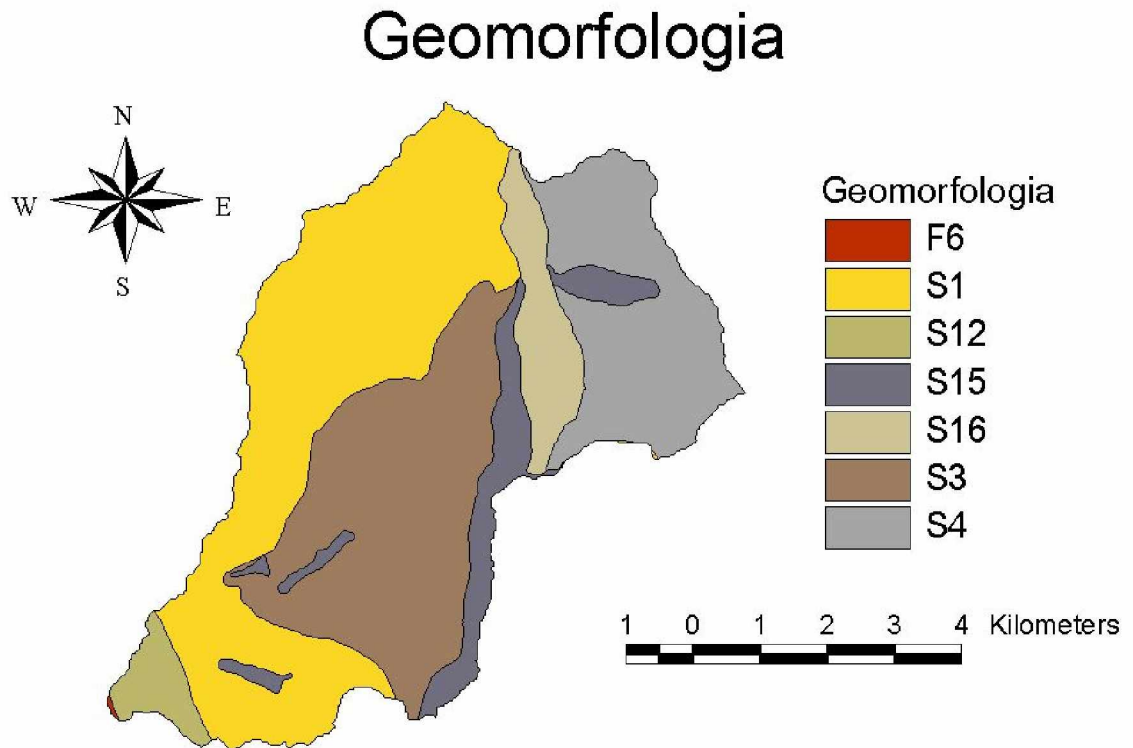 Geomorfologia
N
W E
S
Geomorfologia
F6
S1
S12
S15
S16
S3
S4
1 0 1 2 3 4 Kilometers